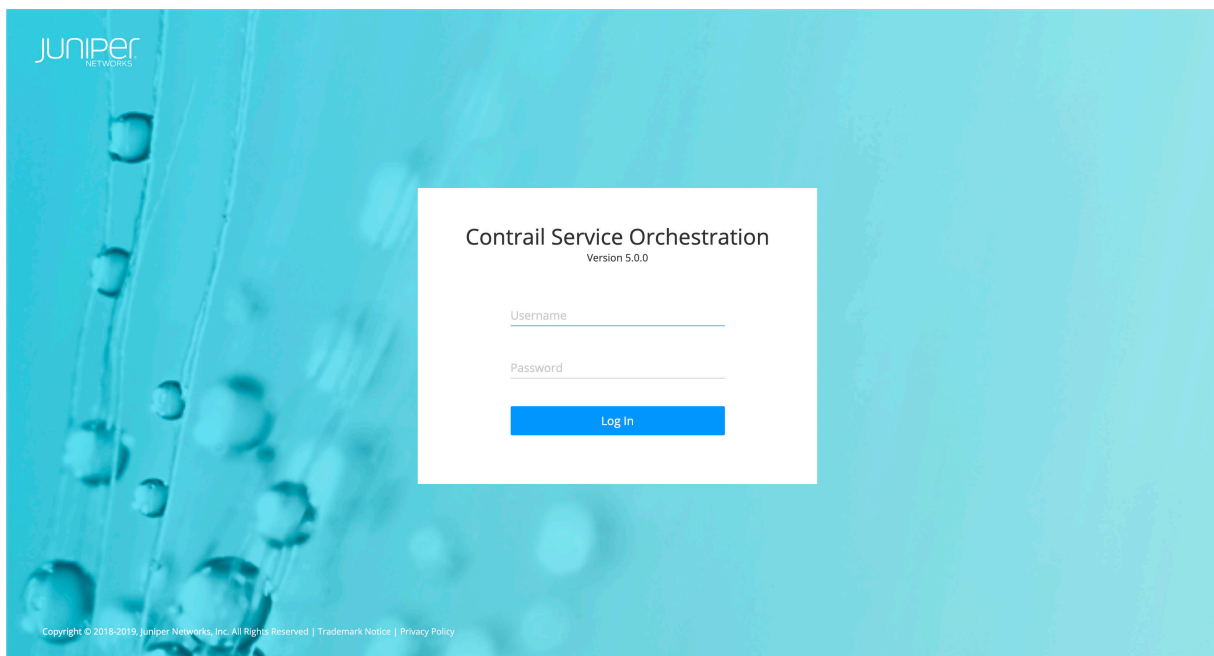 JUNIPER
NETWORKS
Contrail Service Orchestration
Version 5.0.0
Username
Password
Log In
Copyright © 2018-2019, Juniper Networks, Inc. All Rights Reserved | Trademark Notice | Privacy Policy